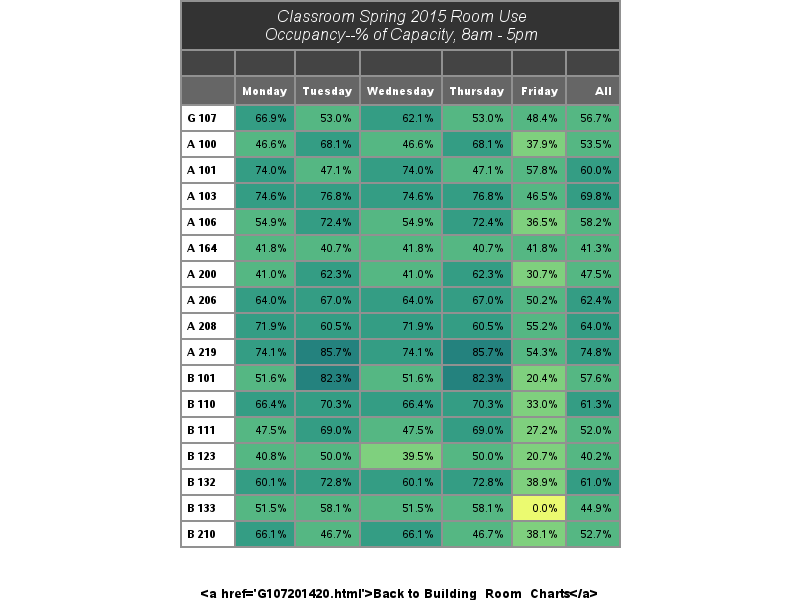 Classroom Spring 2015 Room Use
Occupancy--% of Capacity, 8am - 5pm
Monday Tuesday Wednesday Thursday Friday All
G 107 66.9% 53.0% 62.1% 53.0% 48.4% 56.7%
A 100 46.6% 68.1% 46.6% 68.1% 37.9% 53.5%
A 101 74.0% 47.1% 74.0% 47.1% 57.8% 60.0%
A 103 74.6% 76.8% 74.6% 76.8% 46.5% 69.8%
A 106 54.9% 72.4% 54.9% 72.4% 36.5% 58.2%
A 164 41.8% 40.7% 41.8% 40.7% 41.8% 41.3%
A 200 41.0% 62.3% 41.0% 62.3% 30.7% 47.5%
A 206 64.0% 67.0% 64.0% 67.0% 50.2% 62.4%
A 208 71.9% 60.5% 71.9% 60.5% 55.2% 64.0%
A 219 74.1% 85.7% 74.1% 85.7% 54.3% 74.8%
B 101 51.6% 82.3% 51.6% 82.3% 20.4% 57.6%
B 110 66.4% 70.3% 66.4% 70.3% 33.0% 61.3%
B 111 47.5% 69.0% 47.5% 69.0% 27.2% 52.0%
B 123 40.8% 50.0% 39.5% 50.0% 20.7% 40.2%
B 132 60.1% 72.8% 60.1% 72.8% 38.9% 61.0%
B 133 51.5% 58.1% 51.5% 58.1% 0.0% 44.9%
B 210 66.1% 46.7% 66.1% 46.7% 38.1% 52.7%
<a href='G107201420.html'>Back to Building_Room_Charts</a>